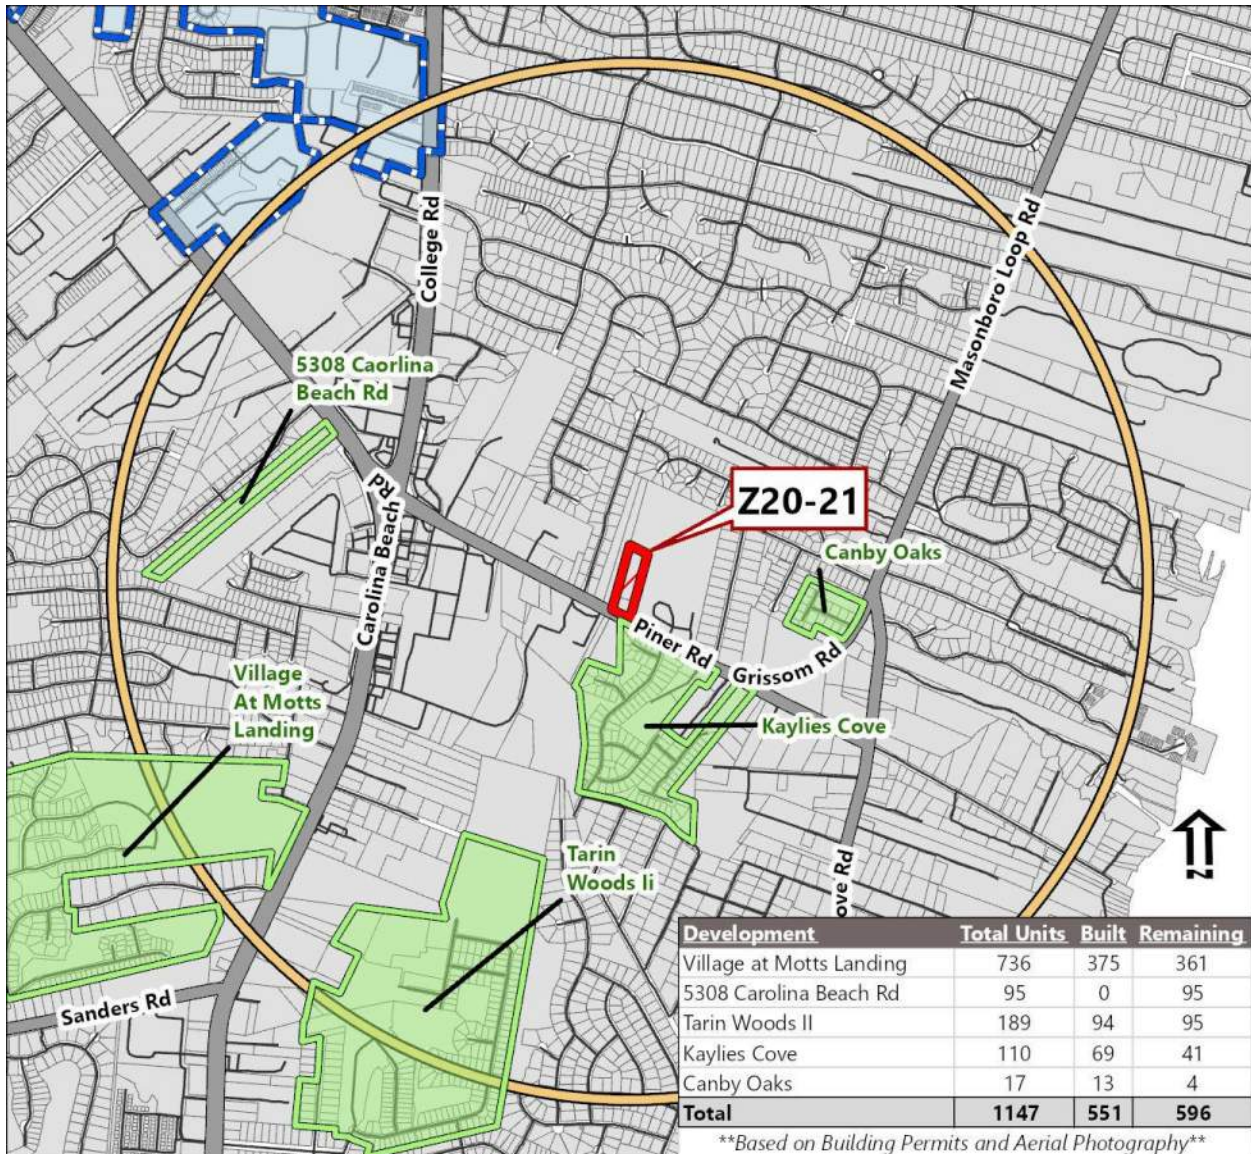 College Rd
Masonboro Loop Rd
5308 Caorlina
Beach Rd
Rd
Carolina Beach
Z20-21
Canby Oaks
Piner Rd
Grissom Rd
Village
At Motts
Landing
Kaylies Cove
Tarin
Woods Ii
ove Rd
N
Sanders Rd
Development Total Units Built Remaining
Village at Motts Landing 736 375 361
5308 Carolina Beach Rd 95 0 95
Tarin Woods II 189 94 95
Kaylies Cove 110 69 41
Canby Oaks 17 13 4
Total 1147 551 596
**Based on Building Permits and Aerial Photography**